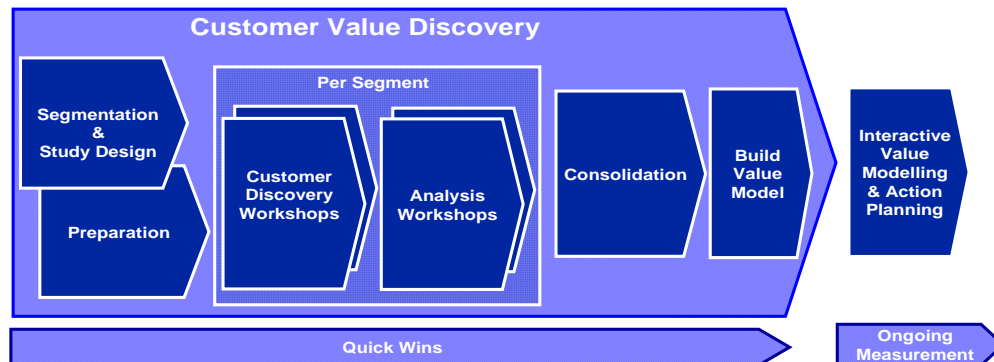 Customer Value Discovery
Segmentation
&
Study Design
Preparation
Per Segment
Customer
Discovery
Workshops
Analysis
Workshops
Consolidation
Build
Value
Model
Interactive
Value
Modelling
& Action
Planning
Quick Wins
Ongoing
Measurement